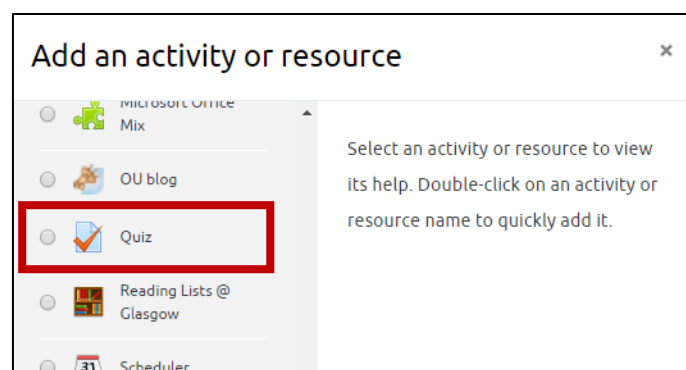 Add an activity or resource
×
Microsoft Office
Mix
OU blog
Quiz
Reading Lists @
Glasgow
31
Scheduler
Select an activity or resource to view
its help. Double-click on an activity or
resource name to quickly add it.